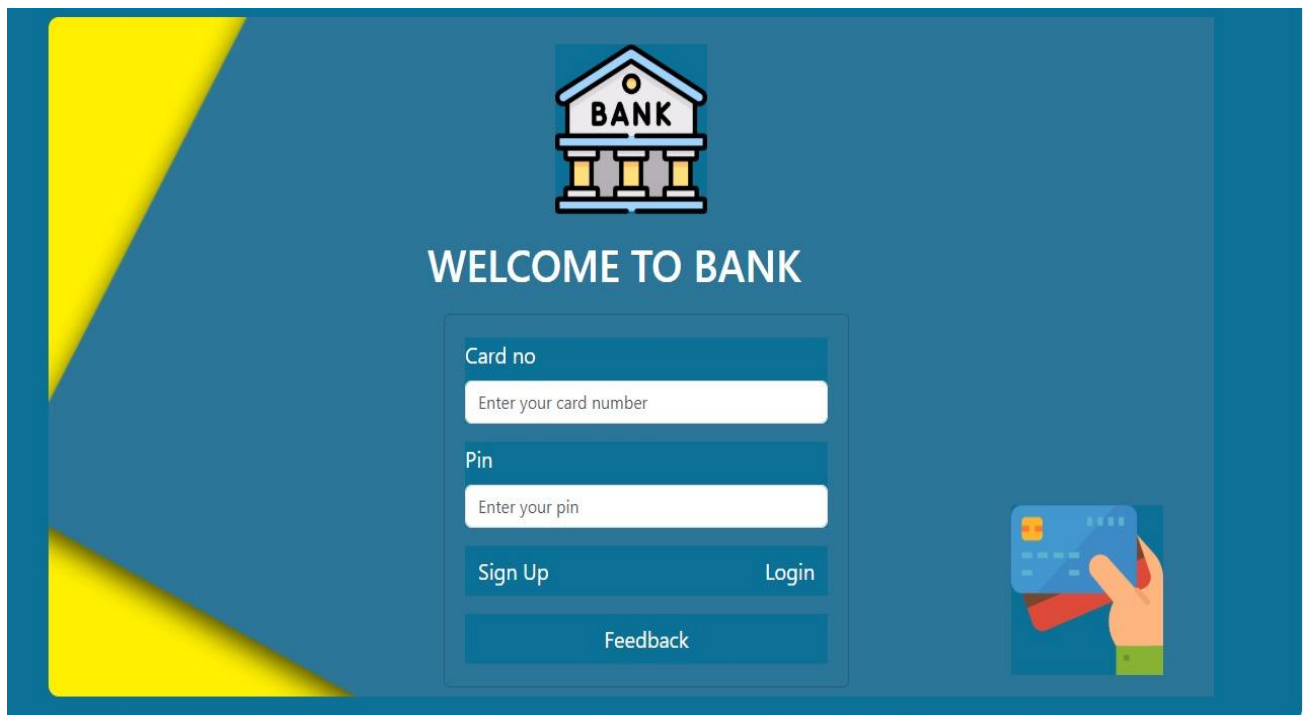 BANK
WELCOME TO BANK
Card no
Enter your card number
Pin
Enter your pin
Sign Up Login
Feedback